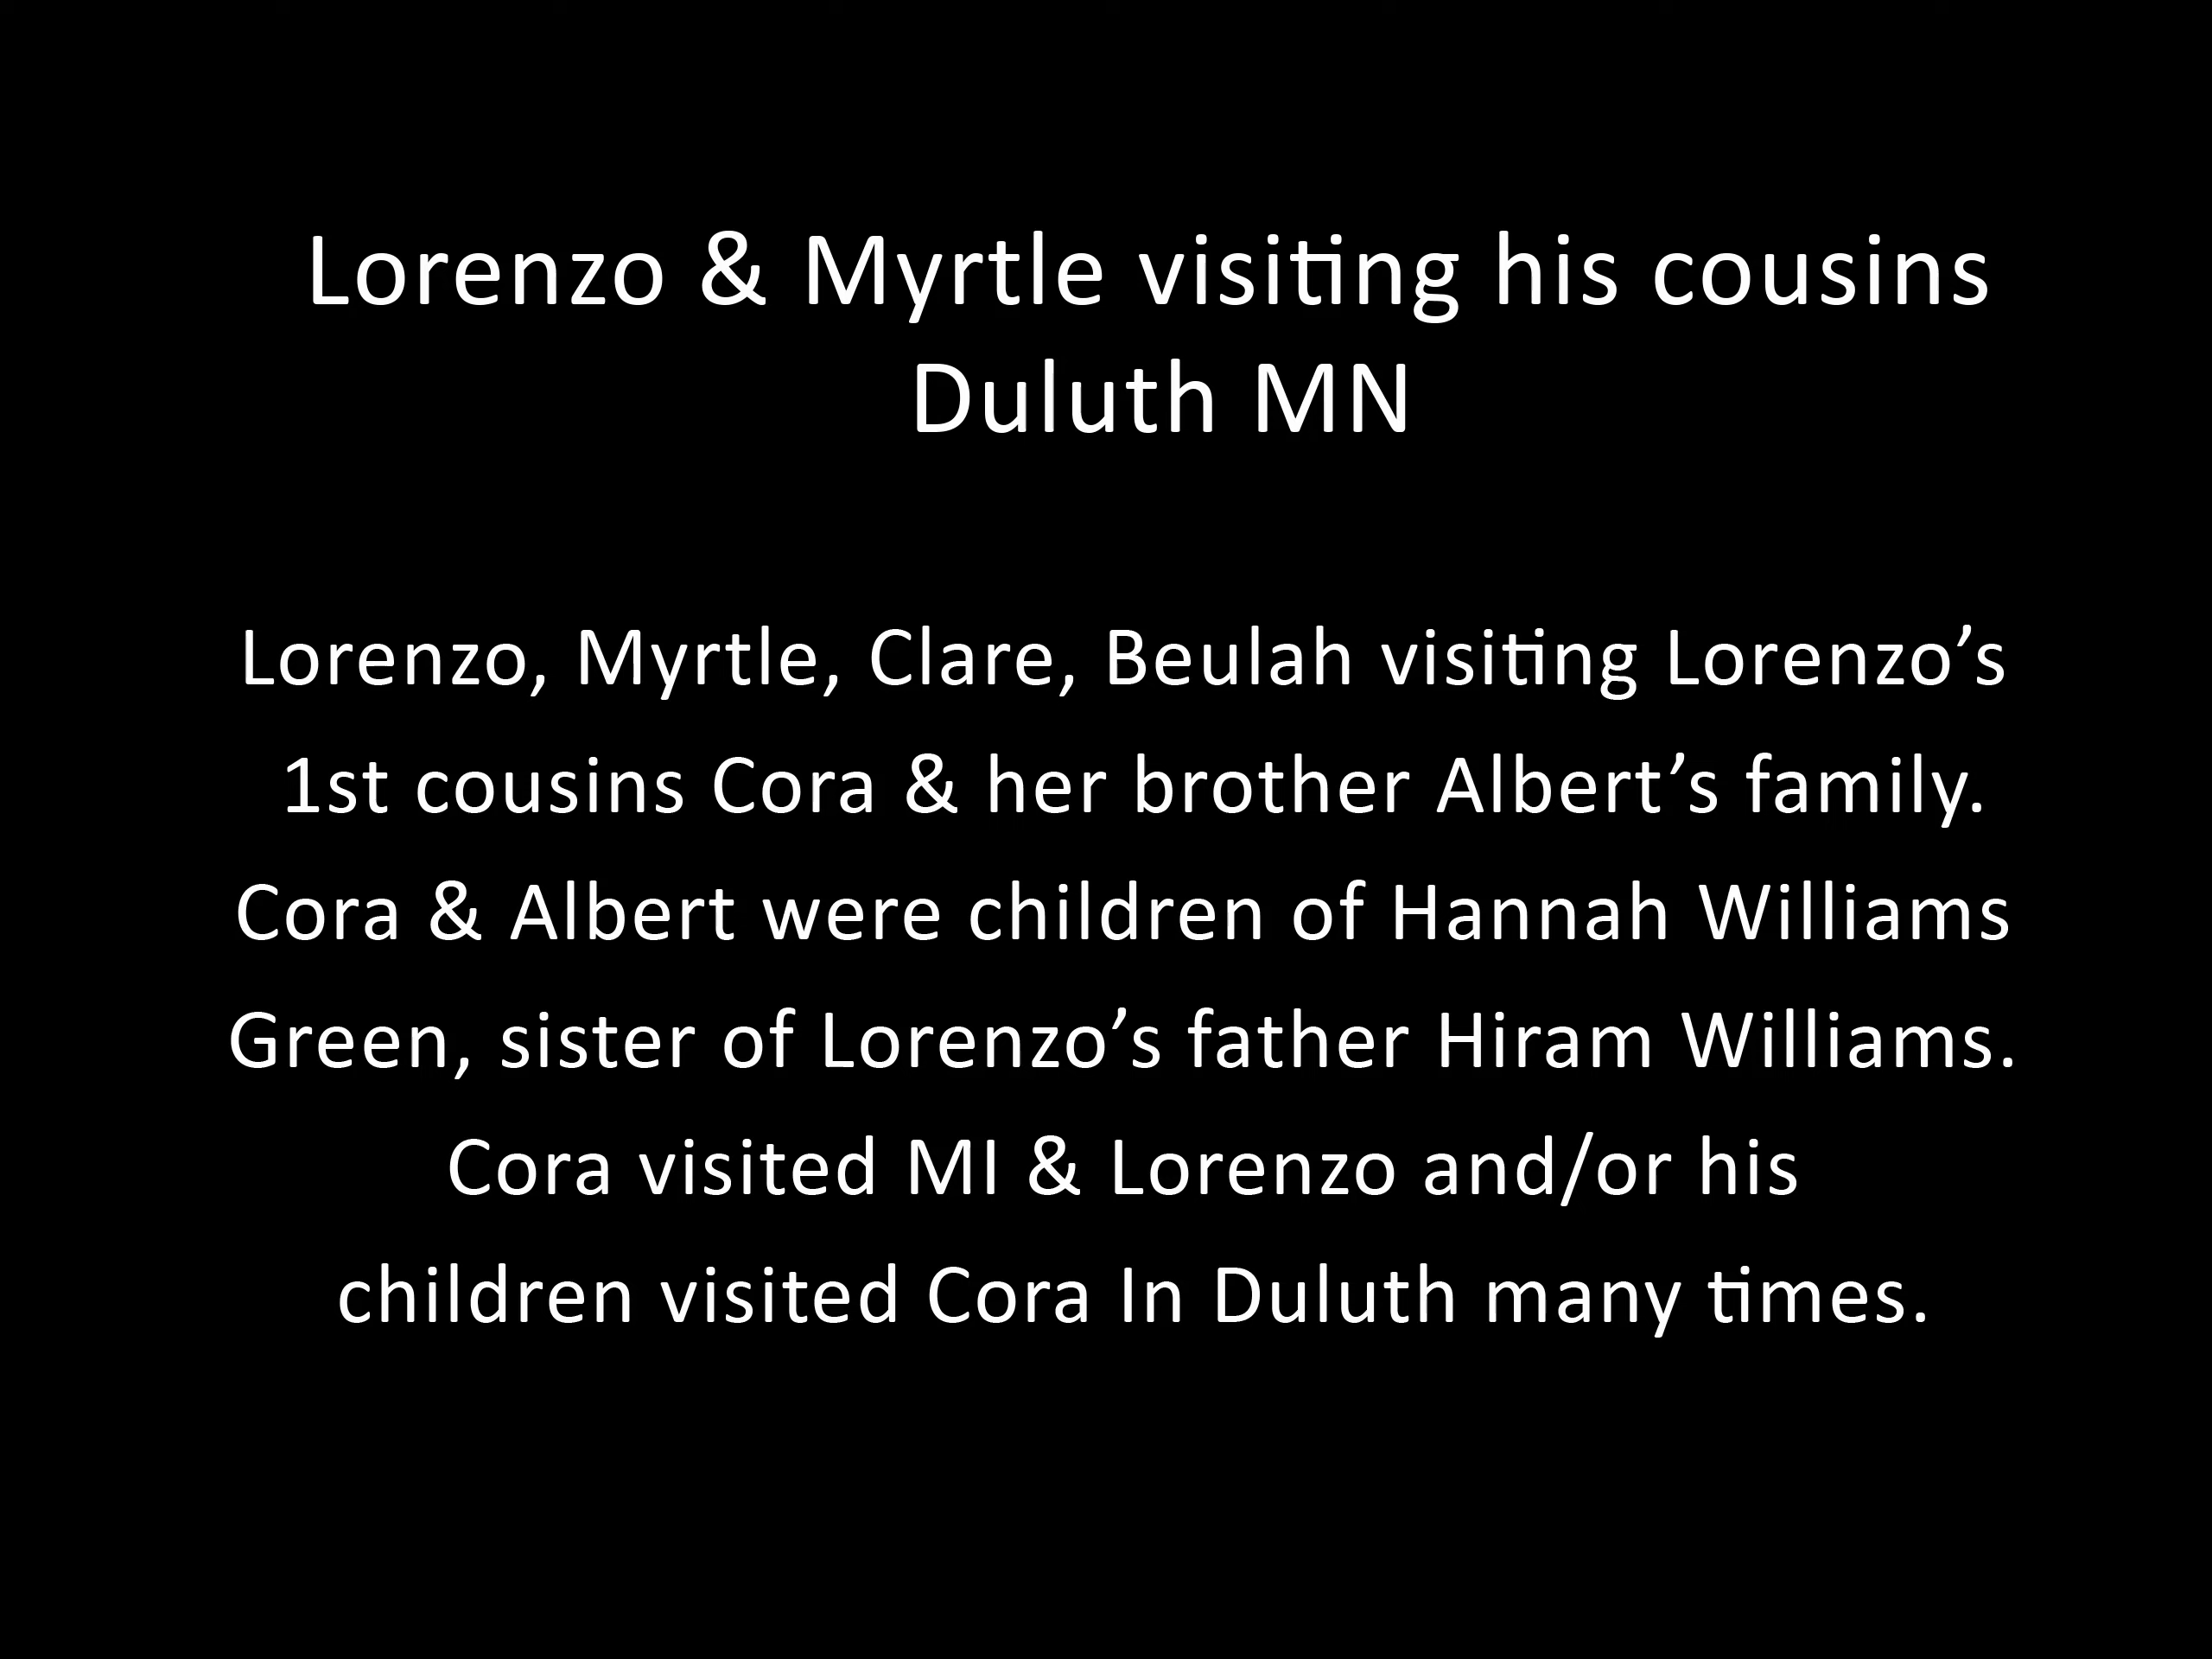 Lorenzo & Myrtle visiting his cousins
Duluth MN
Lorenzo, Myrtle, Clare, Beulah visiting Lorenzo’s
1st cousins Cora & her brother Albert’s family.
Cora & Albert were children of Hannah Williams
Green, sister of Lorenzo’s father Hiram Williams.
Cora visited MI & Lorenzo and/or his
children visited Cora In Duluth many times.